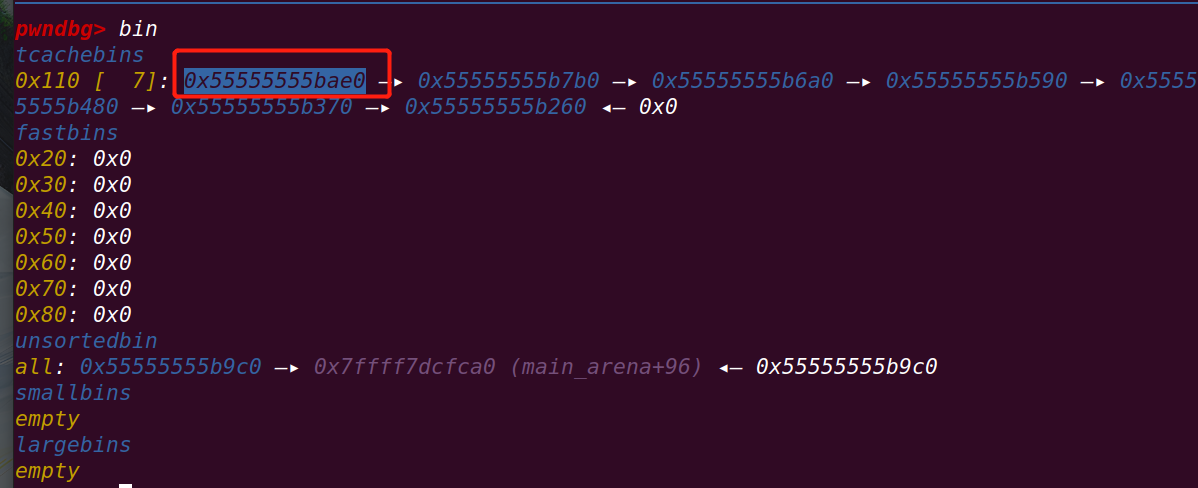 pwndbg> bin
tcachebins
0x110 [  7]: 0x55555555bae0 —▸ 0x55555555b7b0 —▸ 0x55555555b6a0 —▸ 0x55555555b590 —▸ 0x5555
5555b480 —▸ 0x55555555b370 —▸ 0x55555555b260 ◂— 0x0
fastbins
0x20: 0x0
0x30: 0x0
0x40: 0x0
0x50: 0x0
0x60: 0x0
0x70: 0x0
0x80: 0x0
unsortedbin
all: 0x55555555b9c0 —▸ 0x7ffff7dcfca0 (main_arena+96) ◂— 0x55555555b9c0
smallbins
empty
largebins
empty